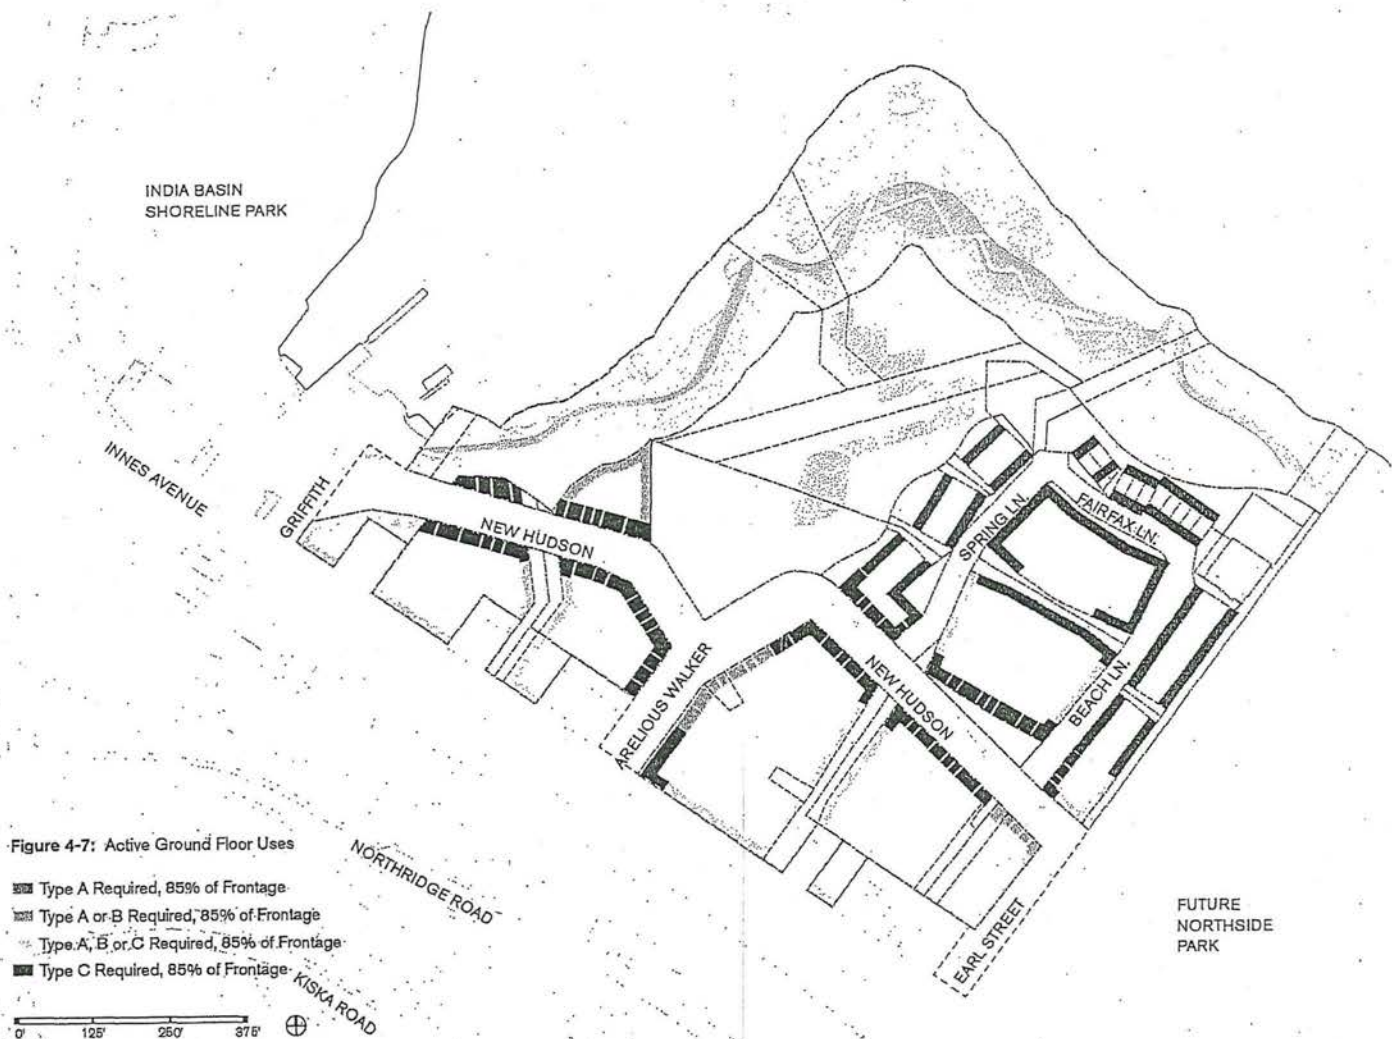 INDIA BASIN
SHORELINE PARK
INNES AVENUE
GRIFFITH
NEW HUDSON
SPRING LN.
FAIRFAX LN.
ARELIOUS WALKER
NEW HUDSON
BEACH LN.
Figure 4-7: Active Ground Floor Uses
Type A Required, 85% of Frontage
Type A or B Required, 85% of Frontage
Type A, B or C Required, 85% of Frontage
Type C Required, 85% of Frontage
NORTHRIDGE ROAD
KISKA ROAD
EARL STREET
FUTURE
NORTHSIDE
PARK
0' 125' 250' 375'